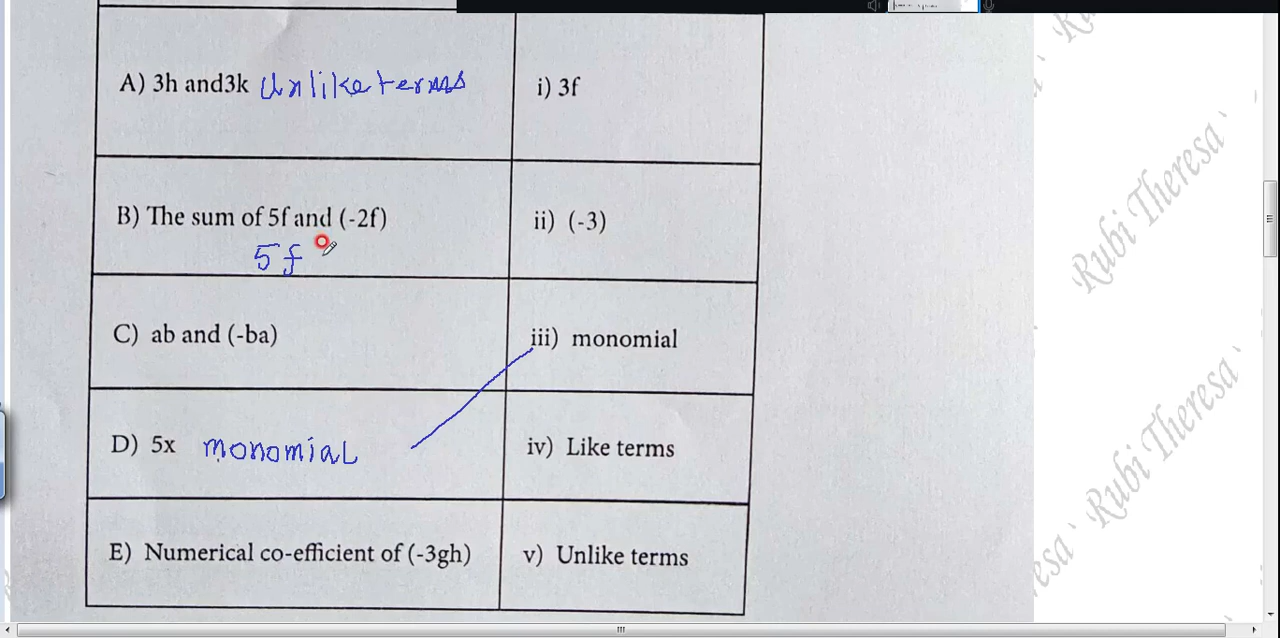 A) 3h and3k Unlike terms
i) 3f
B) The sum of 5f and (-2f)
5f
ii) (-3)
C) ab and (-ba)
iii) monomial
D) 5x monomial
iv) Like terms
E) Numerical co-efficient of (-3gh)
v) Unlike terms
Rubi Theresa
Rubi Theresa